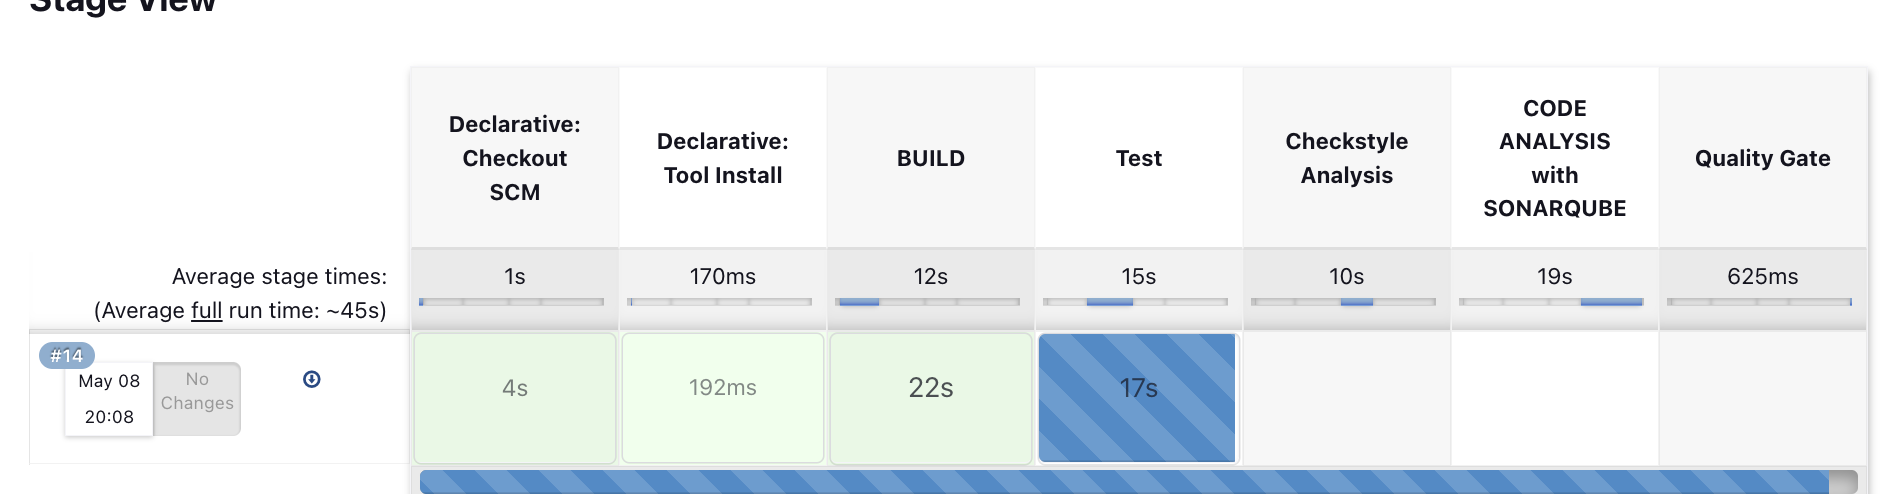 Stage View
Declarative:
Checkout
SCM
Declarative:
Tool Install
BUILD
Test
Checkstyle
Analysis
CODE
ANALYSIS
with
SONARQUBE
Quality Gate
Average stage times:
(Average full run time: ~45s)
1s
170ms
12s
15s
10s
19s
625ms
#14
May 08
20:08
No
Changes
4s
192ms
22s
17s